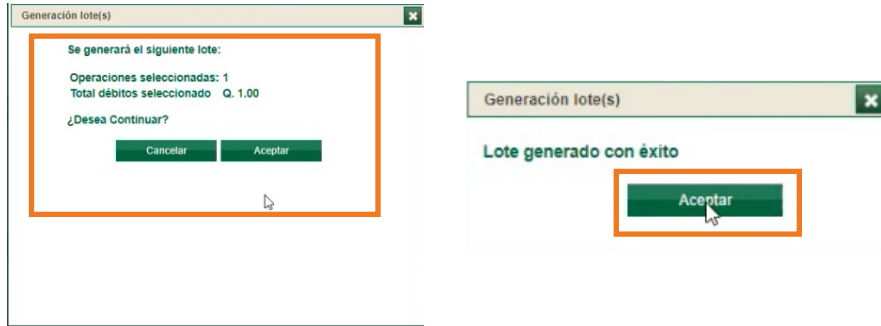 Generación lote(s)
Se generará el siguiente lote:
Operaciones seleccionadas: 1
Total débitos seleccionado Q. 1.00
¿Desea Continuar?
Cancelar Aceptar
Generación lote(s)
Lote generado con éxito
Aceptar